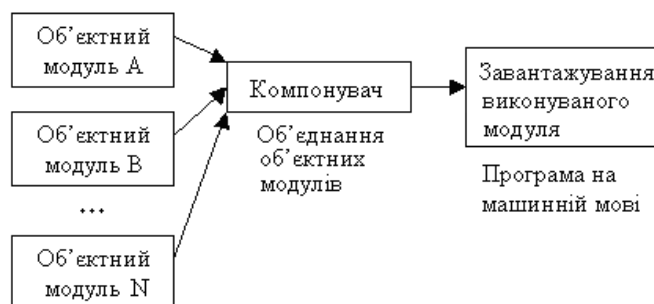 Об’єктний
модуль A
Об’єктний
модуль B
...
Об’єктний
модуль N
Компонувач
Об’єднання
об’єктних
модулів
Завантажування
виконуваного
модуля
Програма на
машинній мові